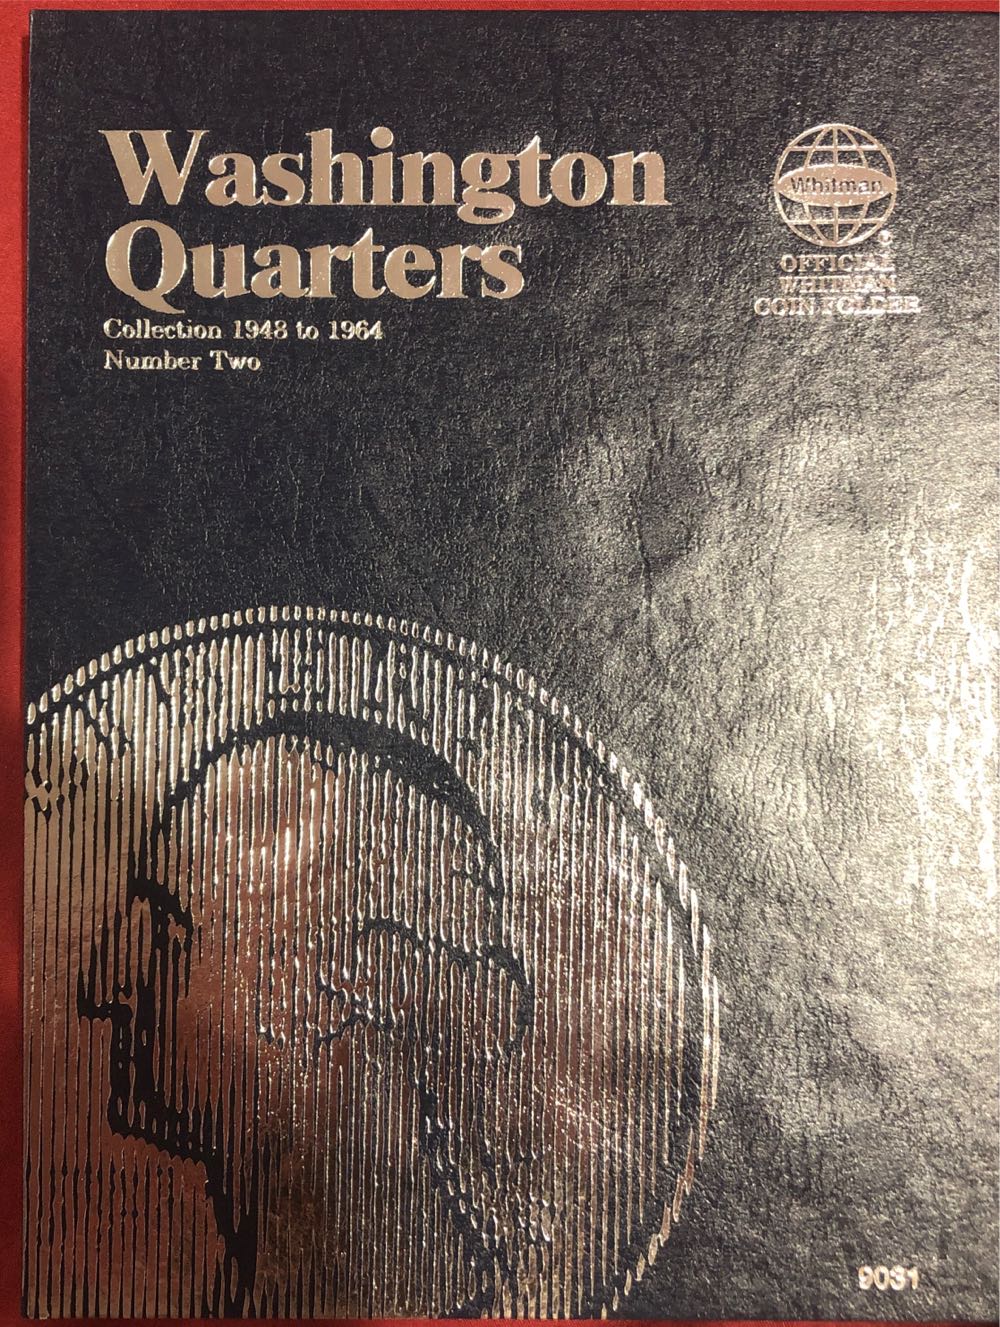 Washington
Quarters
Collection 1948 to 1964
Number Two
Whitman
®
OFFICIAL
WHITMAN
COIN FOLDER
9031